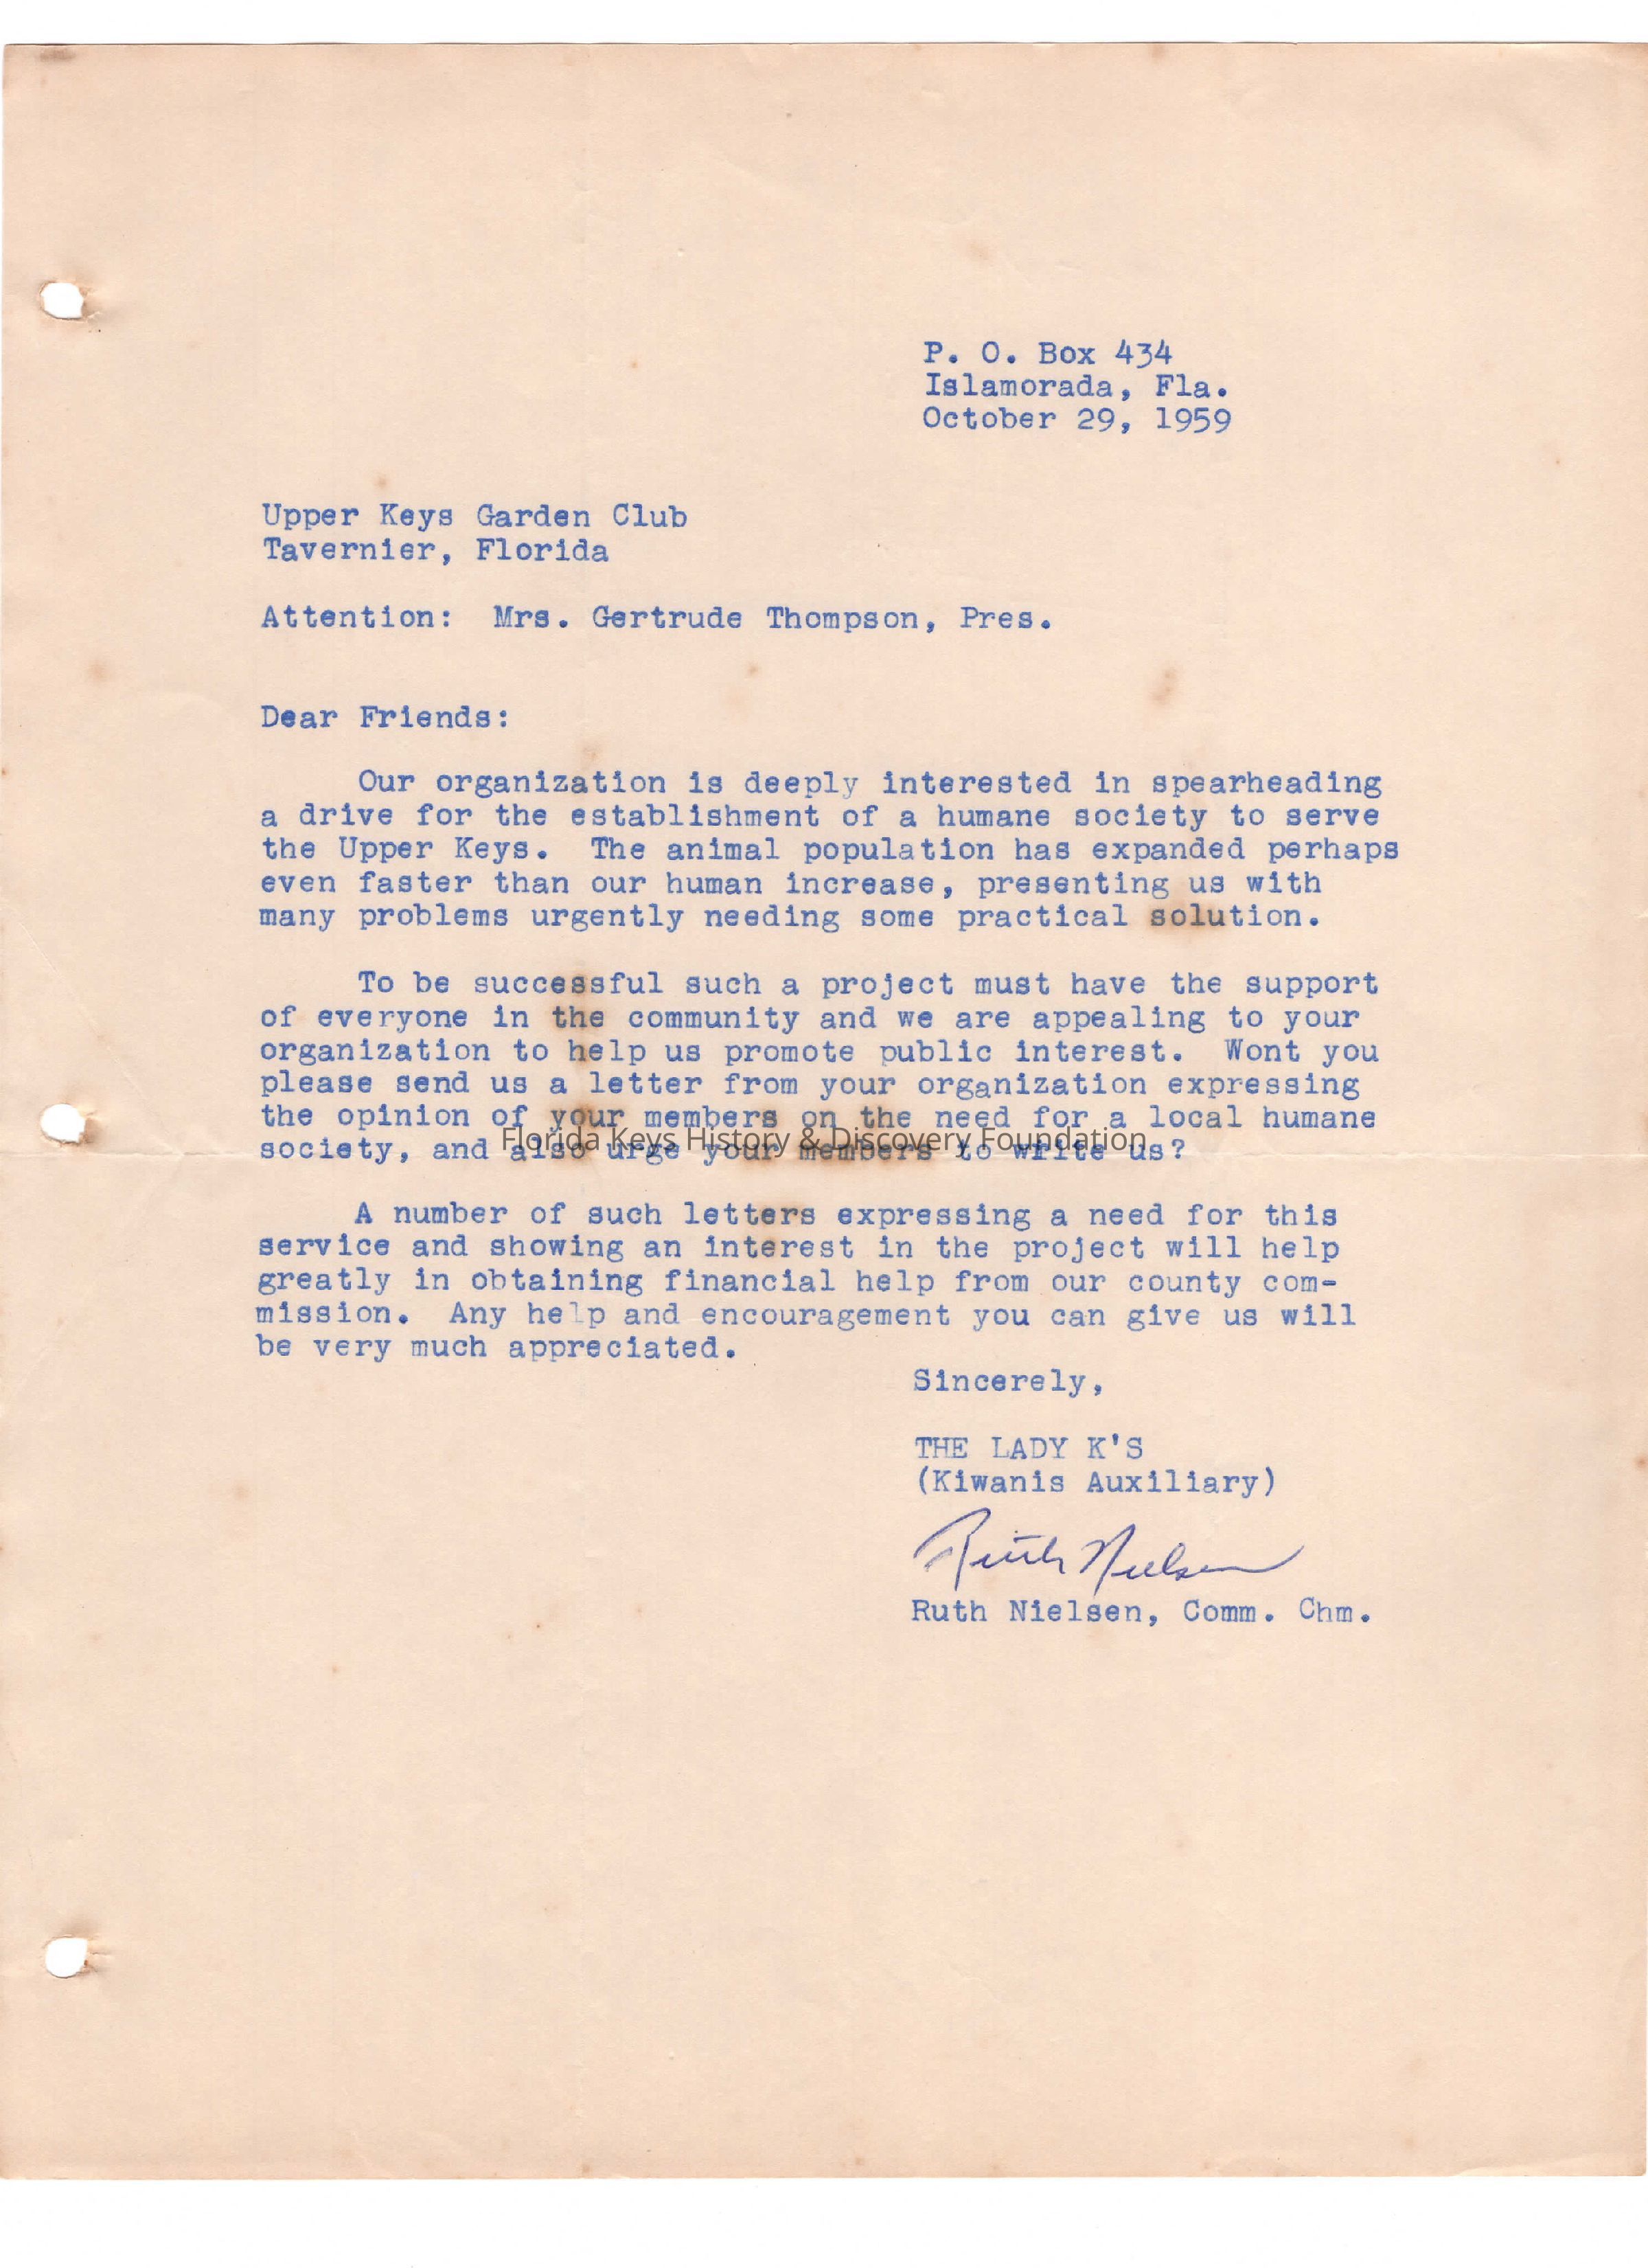 P. O. Box 434
Islamorada, Fla.
October 29, 1959
Upper Keys Garden Club
Tavernier, Florida
Attention:  Mrs. Gertrude Thompson, Pres.
Dear Friends:
Our organization is deeply interested in spearheading
a drive for the establishment of a humane society to serve
the Upper Keys.  The animal population has expanded perhaps
even faster than our human increase, presenting us with
many problems urgently needing some practical solution.
To be successful such a project must have the support
of everyone in the community and we are appealing to your
organization to help us promote public interest.  Wont you
please send us a letter from your organization expressing
the opinion of your members on the need for a local humane
Florida Keys History & Discovery Foundation
society, and also urge your members to write us?
A number of such letters expressing a need for this
service and showing an interest in the project will help
greatly in obtaining financial help from our county com-
mission.  Any help and encouragement you can give us will
be very much appreciated.
Sincerely,
THE LADY K'S
(Kiwanis Auxiliary)
Ruth Nielsen
Ruth Nielsen, Comm. Chm.